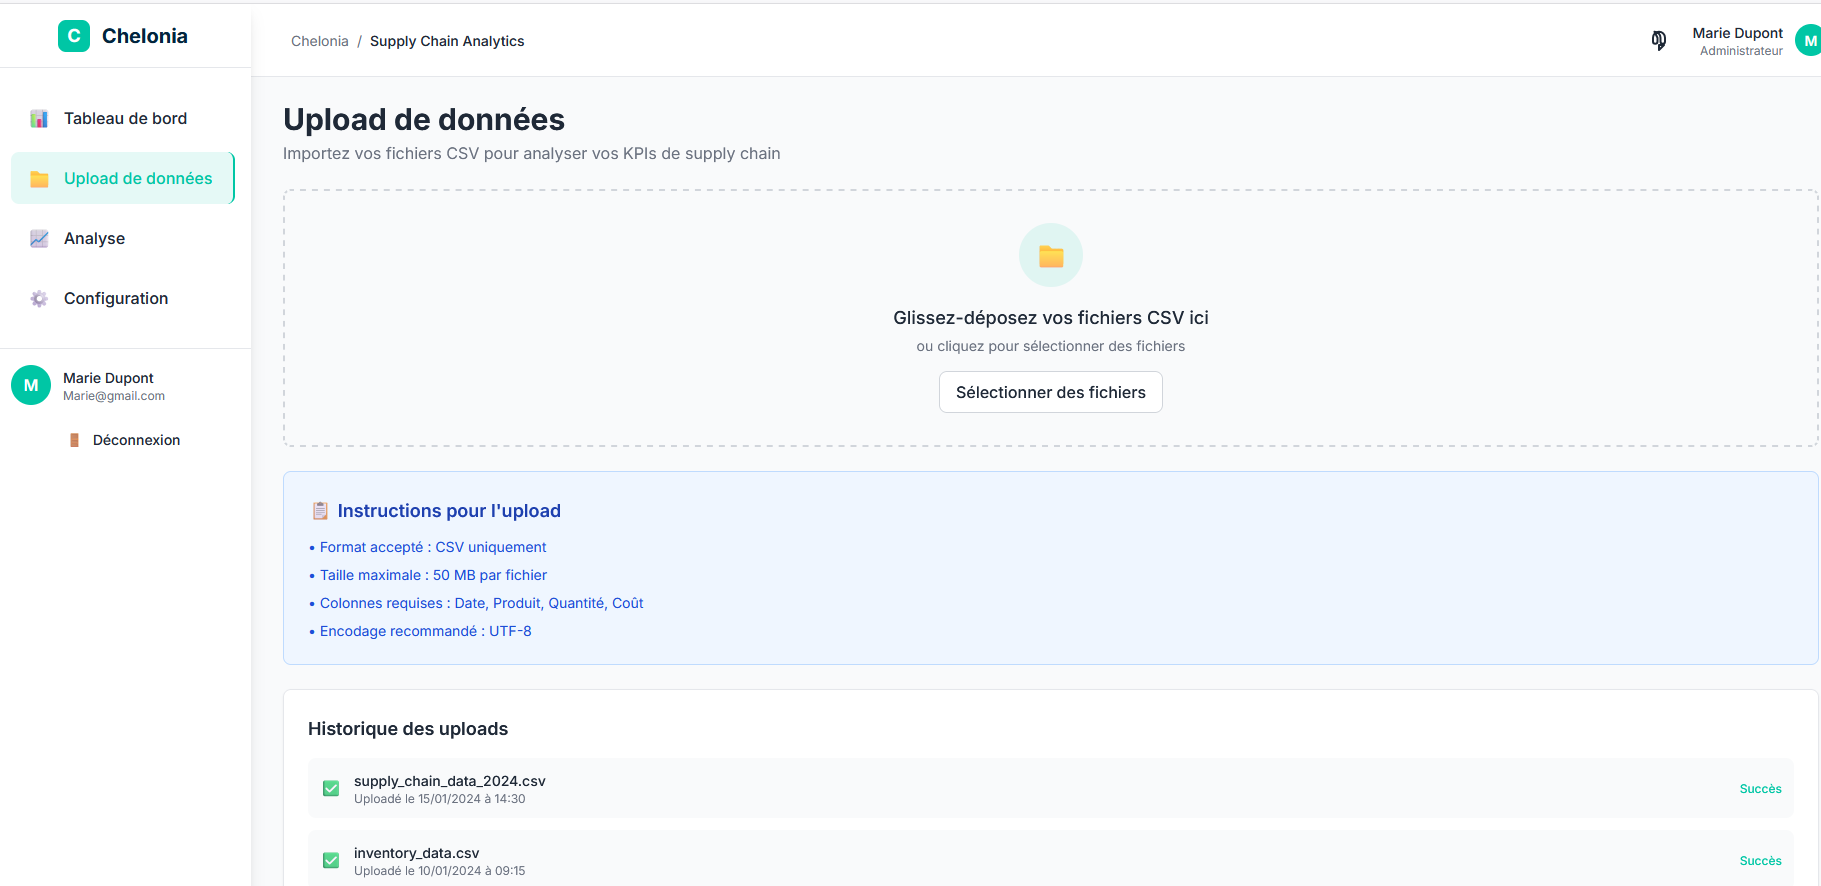 C Chelonia
Chelonia / Supply Chain Analytics
Marie Dupont
Administrateur
M
Tableau de bord
Upload de données
Analyse
Configuration
M
Marie Dupont
Marie@gmail.com
Déconnexion
Upload de données
Importez vos fichiers CSV pour analyser vos KPIs de supply chain
Glissez-déposez vos fichiers CSV ici
ou cliquez pour sélectionner des fichiers
Sélectionner des fichiers
Instructions pour l'upload
• Format accepté : CSV uniquement
• Taille maximale : 50 MB par fichier
• Colonnes requises : Date, Produit, Quantité, Coût
• Encodage recommandé : UTF-8
Historique des uploads
supply_chain_data_2024.csv
Uploadé le 15/01/2024 à 14:30
Succès
inventory_data.csv
Uploadé le 10/01/2024 à 09:15
Succès